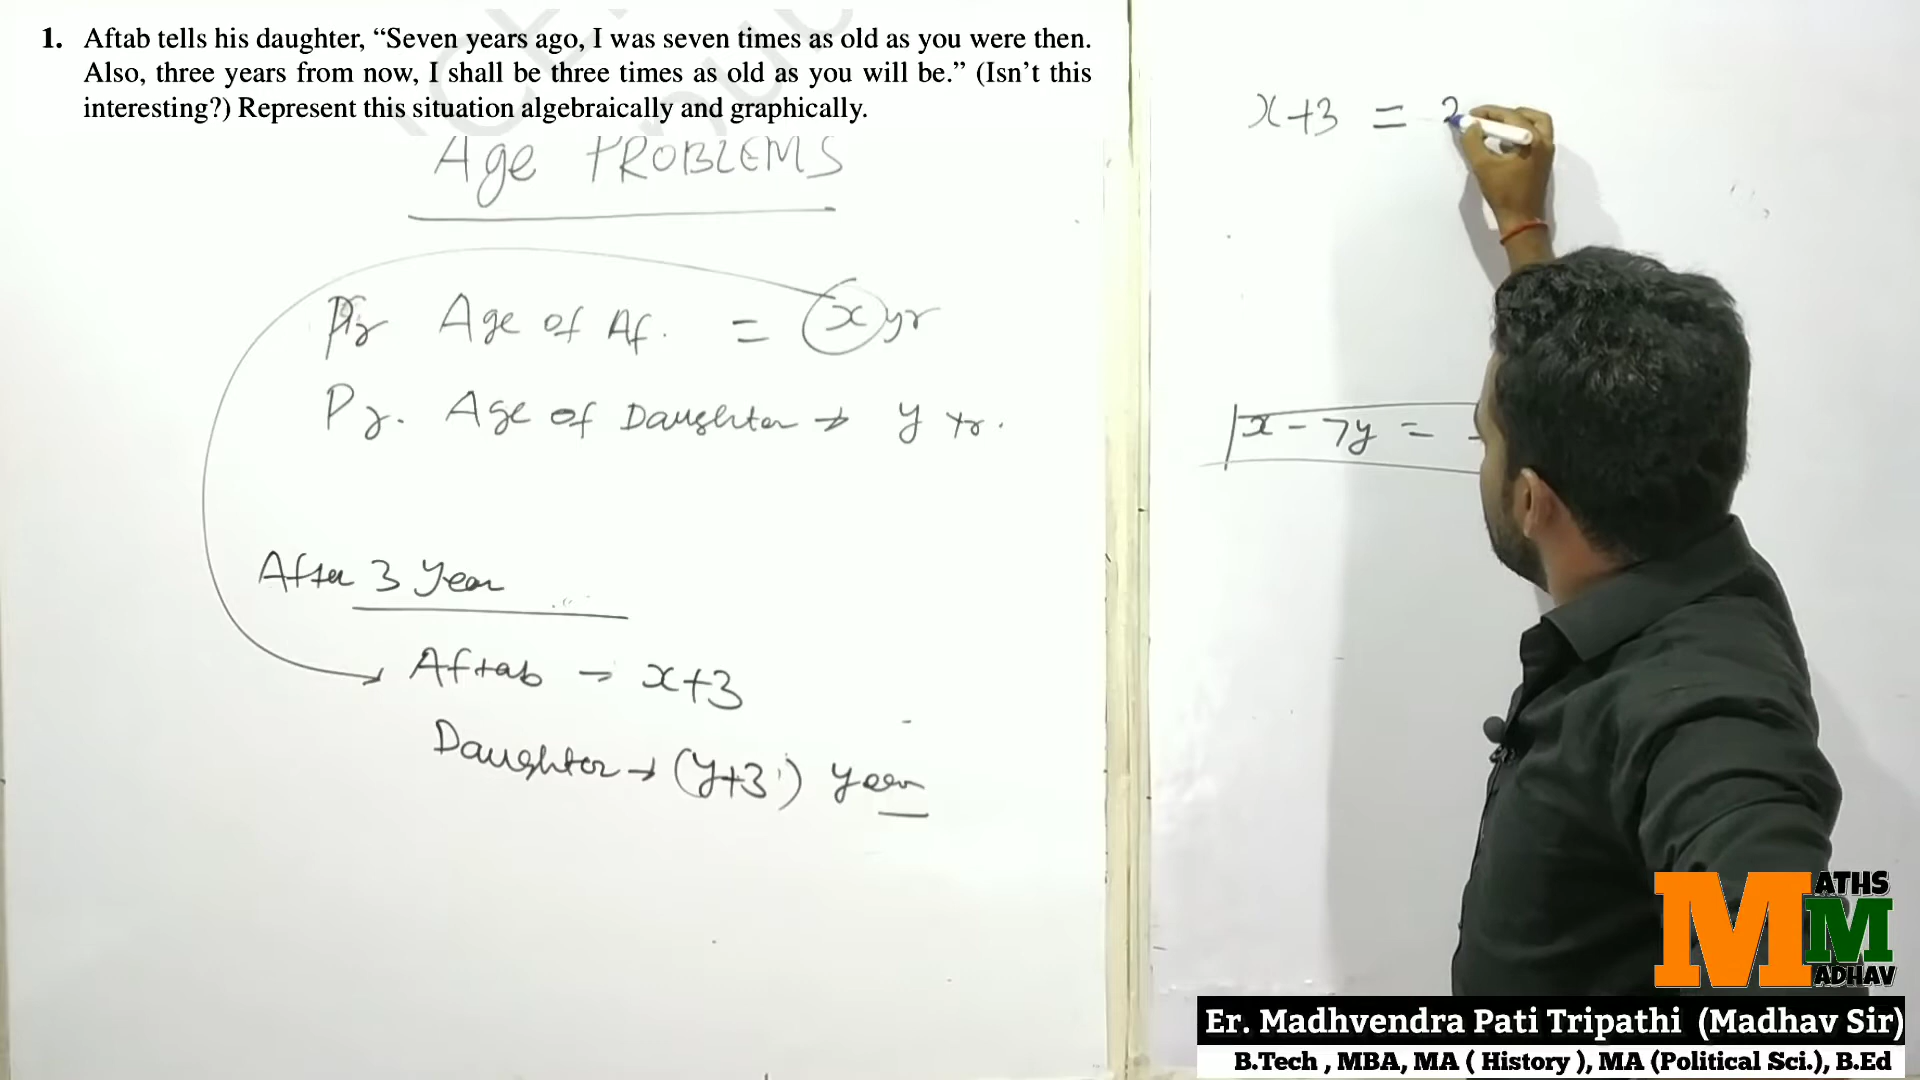 1. Aftab tells his daughter, “Seven years ago, I was seven times as old as you were then.
Also, three years from now, I shall be three times as old as you will be.” (Isn’t this
interesting?) Represent this situation algebraically and graphically.
Age PROBLEMS
Age of Af. = x yr
Pr. Age of Daughter → y yr.
After 3 Year
Aftab = x+3
Daughter → (y+3) year
x+3 =
x - 7y =
MATHS
MADHAV
Er. Madhvendra Pati Tripathi (Madhav Sir)
B.Tech , MBA, MA ( History ), MA (Political Sci.), B.Ed